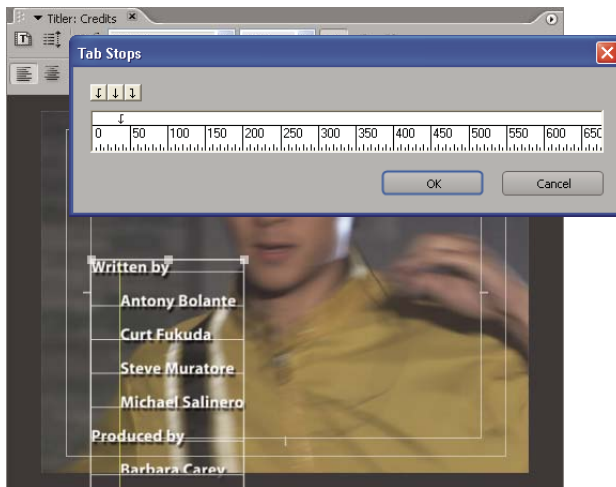 Titler: Credits
Tab Stops
0 50 100 150 200 250 300 350 400 450 500 550 600 650
OK Cancel
Written by
Antony Bolante
Curt Fukuda
Steve Muratore
Michael Salinero
Produced by
Barbara Carey